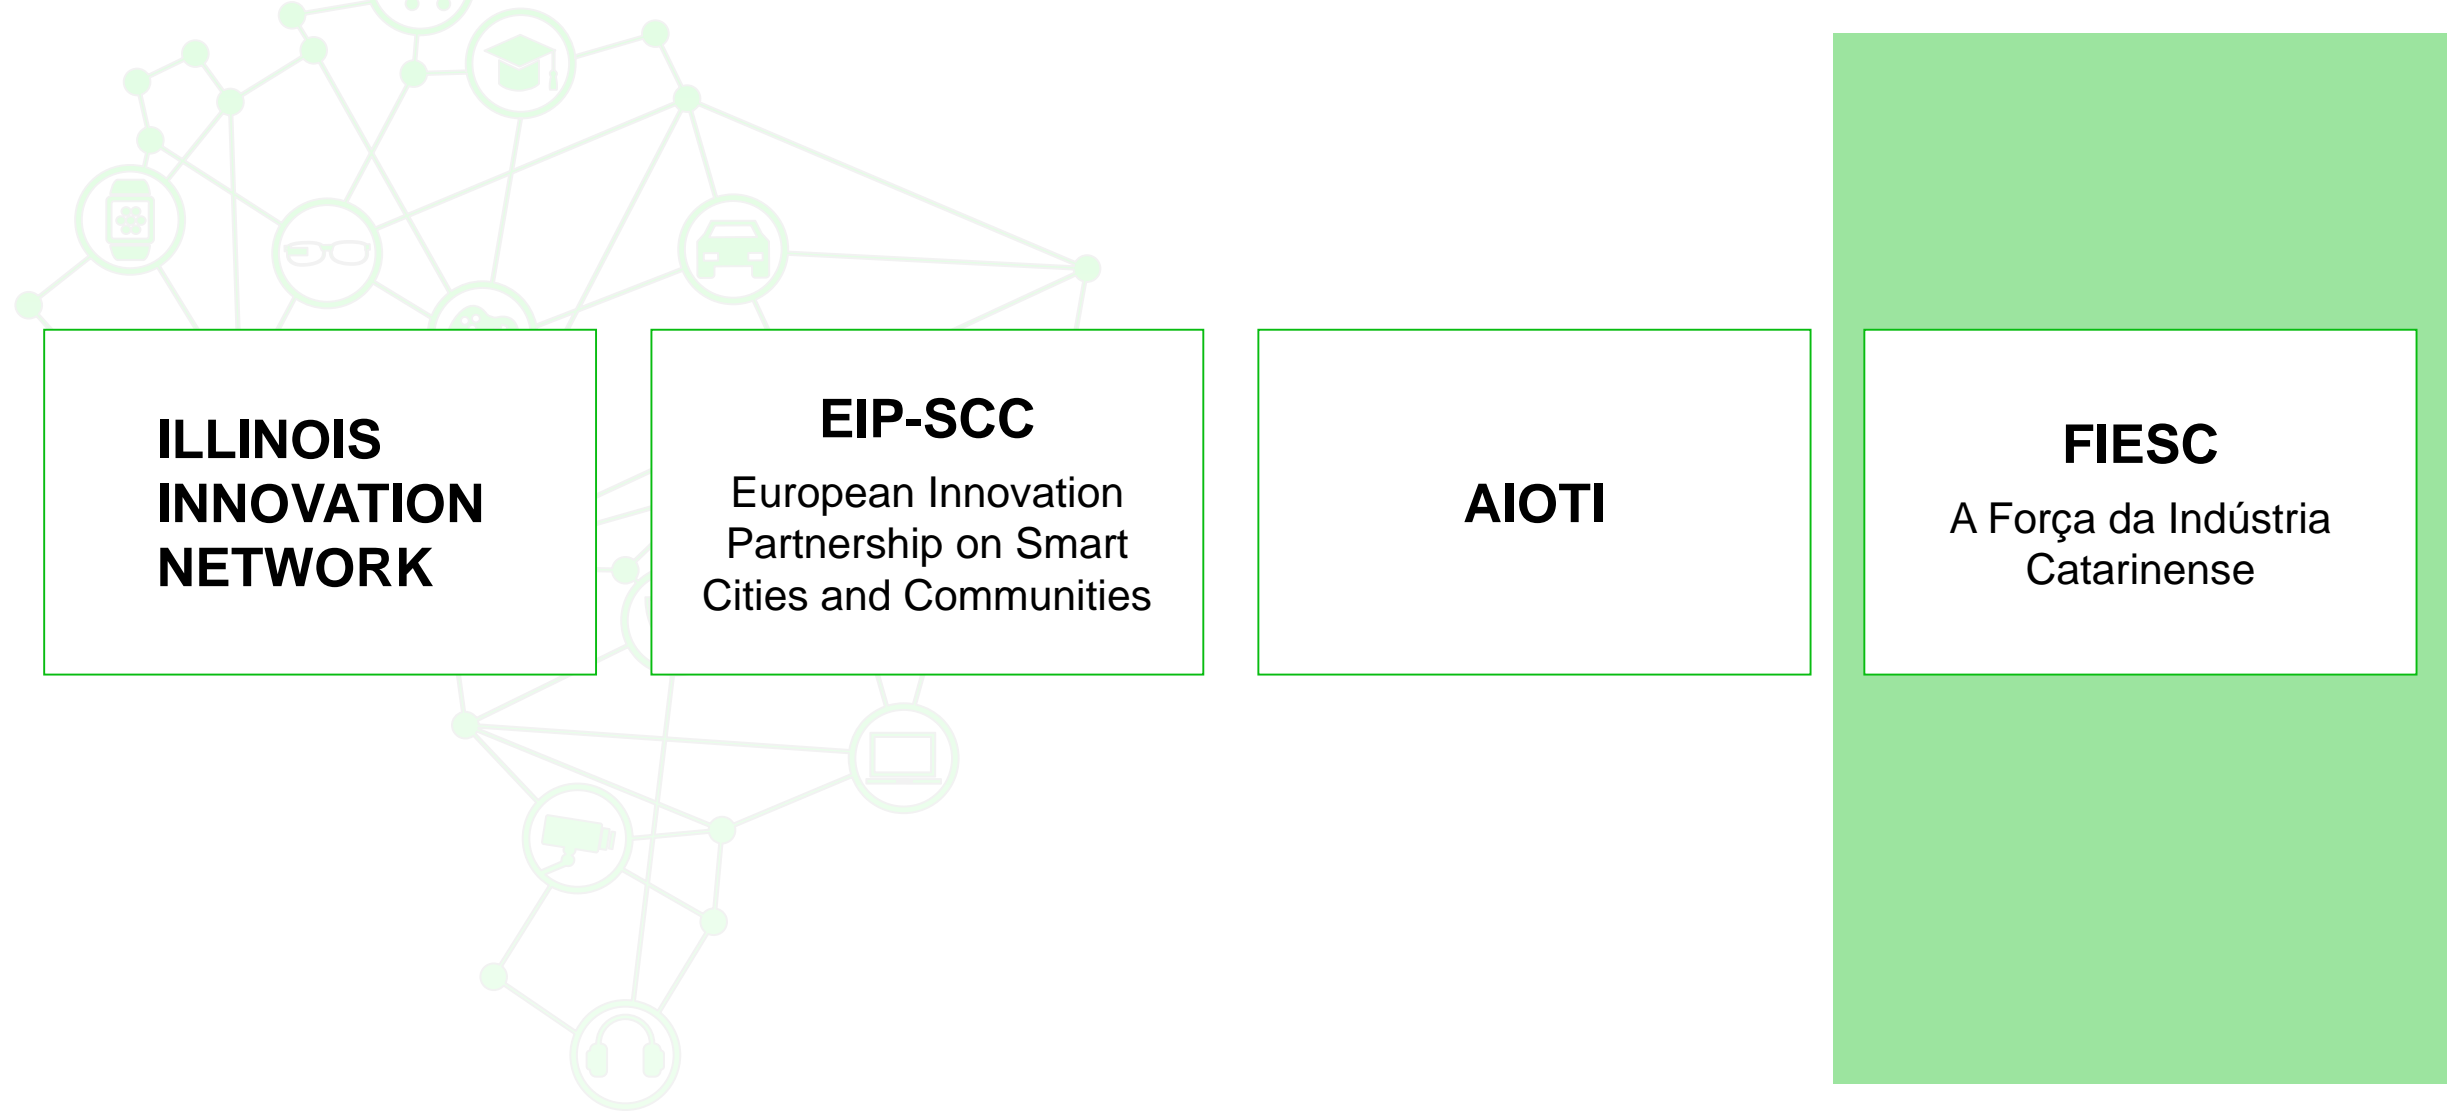 ILLINOIS
INNOVATION
NETWORK
EIP-SCC
European Innovation
Partnership on Smart
Cities and Communities
AIOTI
FIESC
A Força da Indústria
Catarinense